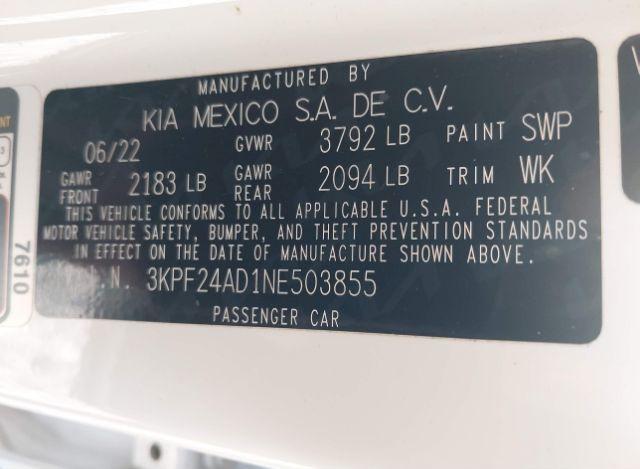 MANUFACTURED BY
KIA MEXICO S.A. DE C.V.
06/22 GVWR 3792 LB PAINT SWP
GAWR FRONT 2183 LB GAWR REAR 2094 LB TRIM WK
THIS VEHICLE CONFORMS TO ALL APPLICABLE U.S.A. FEDERAL
MOTOR VEHICLE SAFETY, BUMPER, AND THEFT PREVENTION STANDARDS
IN EFFECT ON THE DATE OF MANUFACTURE SHOWN ABOVE.
.N. 3KPF24AD1NE503855
PASSENGER CAR
7610